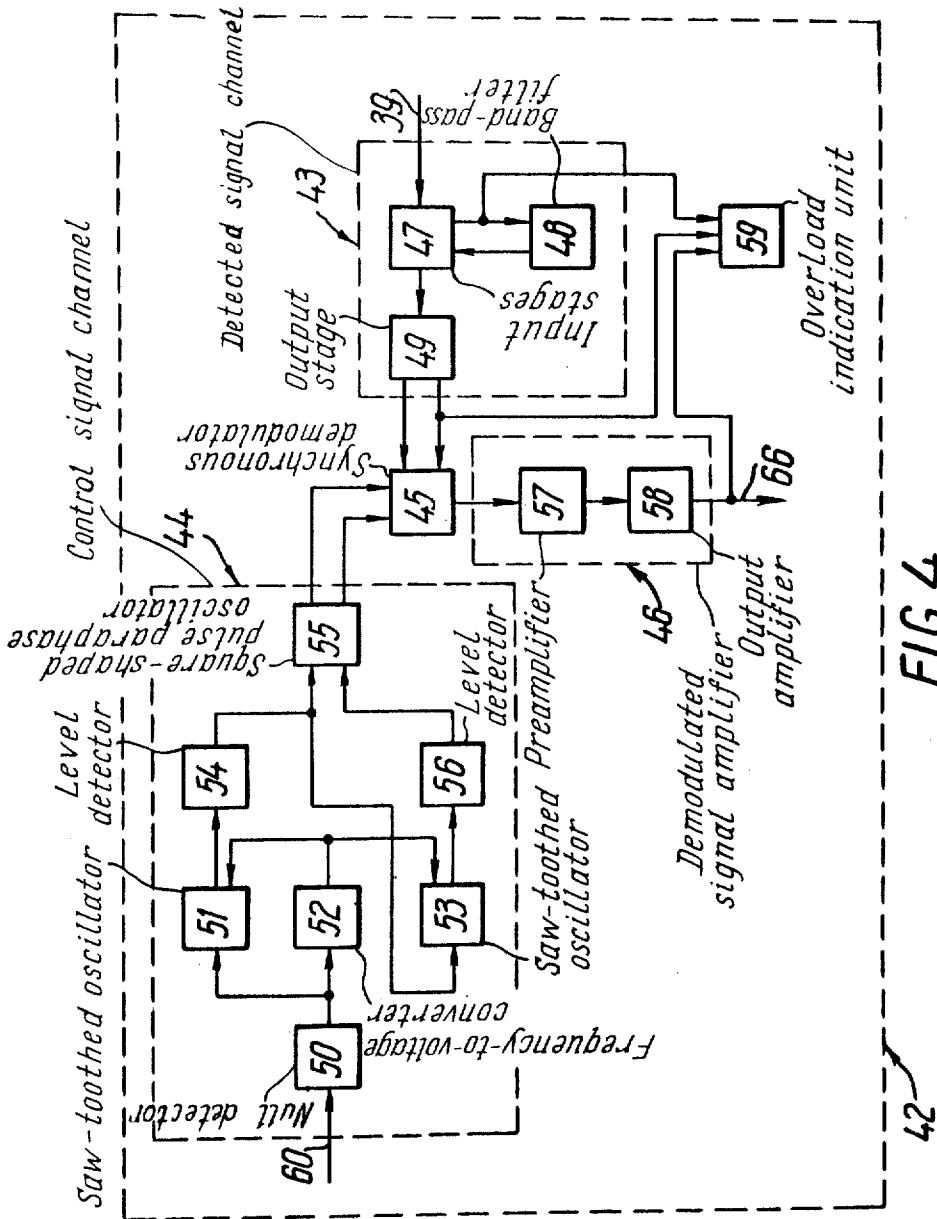 Control signal channel
Detected signal channel
Saw-toothed oscillator
Level
detector
44
43
Square-shaped
pulse paraphase
oscillator
Synchronous
demodulator
Output
stage
39
Band-pass
filter
51
54
55
49
47
48
60
50
52
45
Input
stages
Null
detector
Frequency-to-voltage
converter
53
56
Level
detector
57
58
59
Saw-toothed
oscillator
Preamplifier
46
66
Demodulated
signal amplifier
Output
amplifier
Overload
indication unit
42
FIG.4